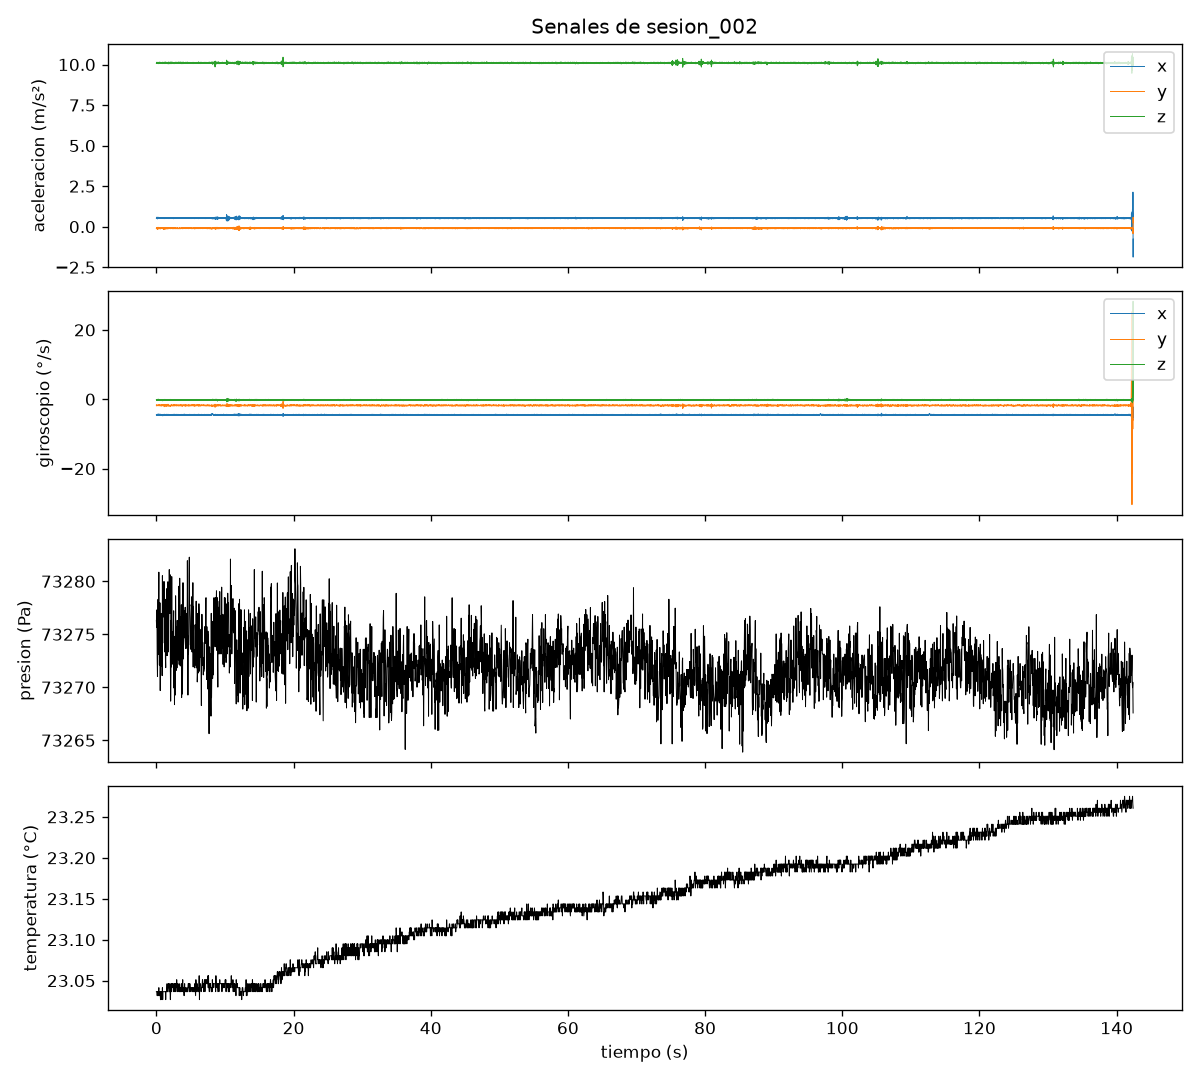 Senales de sesion_002
aceleracion (m/s²)
10.0
7.5
5.0
2.5
0.0
−2.5
x
y
z
giroscopio (°/s)
20
0
−20
x
y
z
presion (Pa)
73280
73275
73270
73265
temperatura (°C)
23.25
23.20
23.15
23.10
23.05
0 20 40 60 80 100 120 140
tiempo (s)